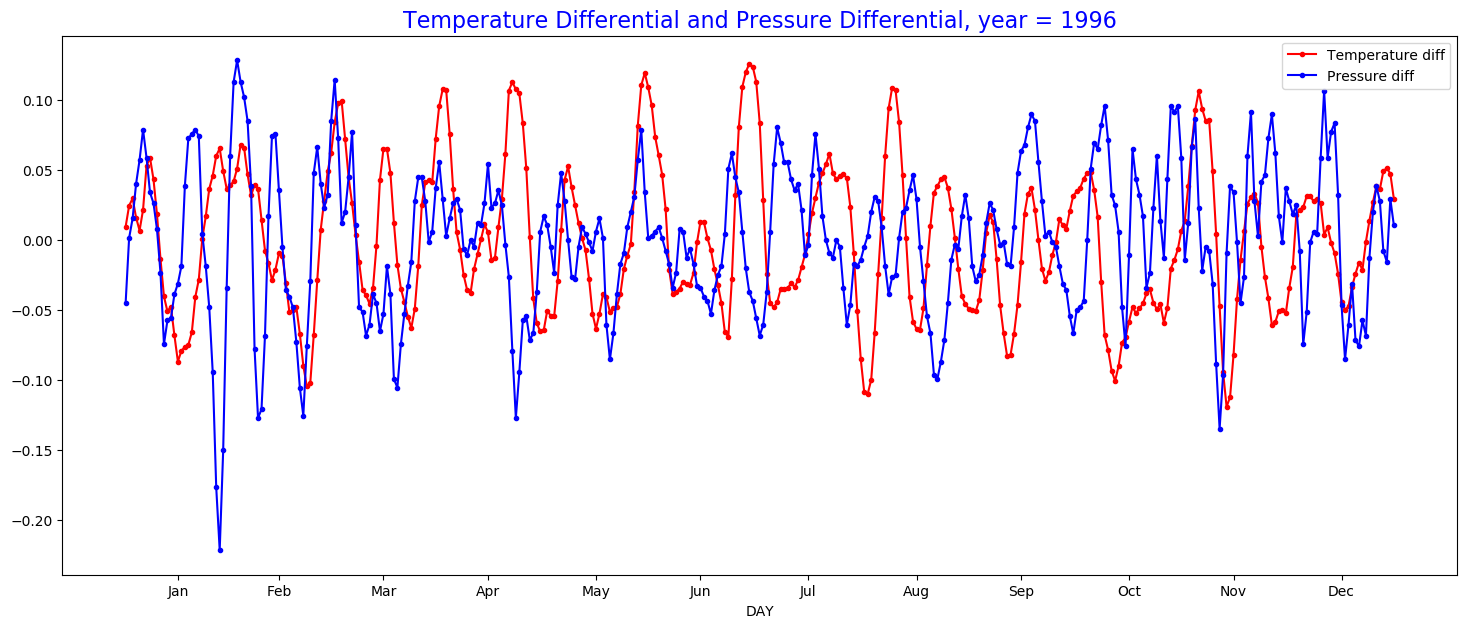 Temperature Differential and Pressure Differential, year = 1996
Temperature diff
Pressure diff
0.10
0.05
0.00
−0.05
−0.10
−0.15
−0.20
Jan Feb Mar Apr May Jun Jul Aug Sep Oct Nov Dec
DAY